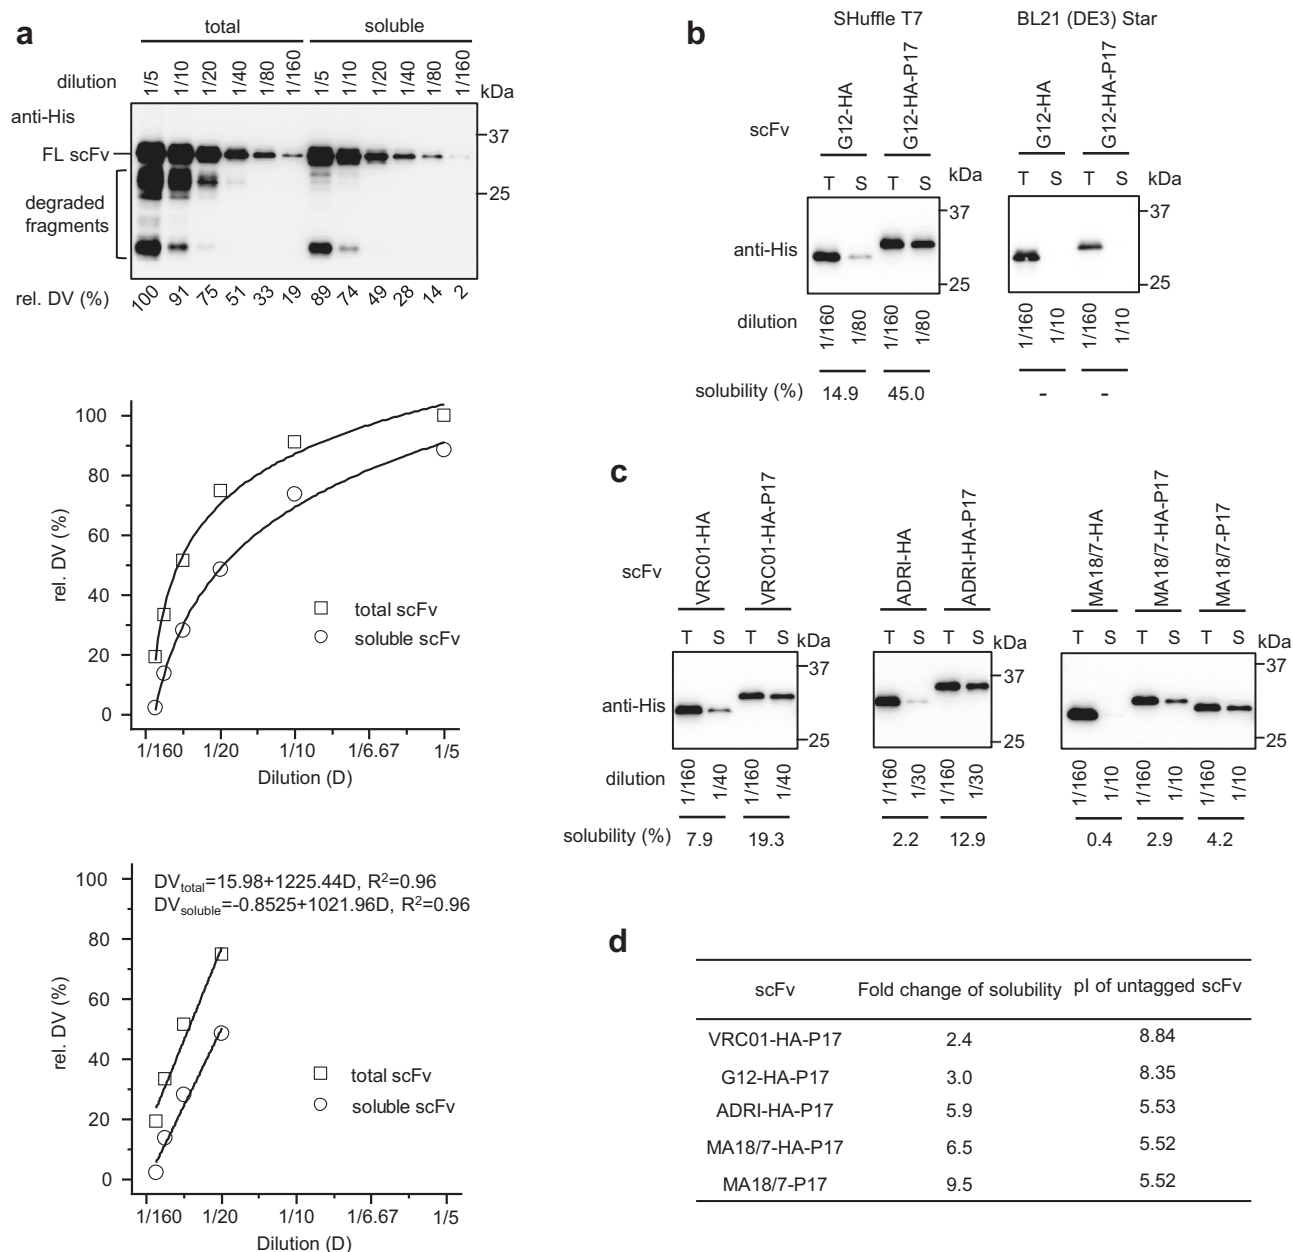 a
total soluble
dilution 1/5 1/10 1/20 1/40 1/80 1/160 1/5 1/10 1/20 1/40 1/80 1/160 kDa
anti-His
37
FL scFv
25
degraded
fragments
rel. DV (%) 100 91 75 51 33 19 89 74 49 28 14 2
100
80
60
40
20
0
rel. DV (%)
total scFv
soluble scFv
1/160 1/20 1/10 1/6.67 1/5
Dilution (D)
DVtotal=15.98+1225.44D, R²=0.96
DVsoluble=-0.8525+1021.96D, R²=0.96
100
80
60
40
20
0
rel. DV (%)
total scFv
soluble scFv
1/160 1/20 1/10 1/6.67 1/5
Dilution (D)
b
SHuffle T7 BL21 (DE3) Star
scFv G12-HA G12-HA-P17 G12-HA G12-HA-P17
T S T S kDa T S T S kDa
37 37
anti-His
25 25
dilution 1/160 1/80 1/160 1/80 1/160 1/10 1/160 1/10
solubility (%) 14.9 45.0 - -
c
scFv VRC01-HA VRC01-HA-P17 ADRI-HA ADRI-HA-P17 MA18/7-HA MA18/7-HA-P17 MA18/7-P17
T S T S kDa T S T S kDa T S T S T S kDa
37 37 37
anti-His
25 25 25
dilution 1/160 1/40 1/160 1/40 1/160 1/30 1/160 1/30 1/160 1/10 1/160 1/10 1/160 1/10
solubility (%) 7.9 19.3 2.2 12.9 0.4 2.9 4.2
d
scFv Fold change of solubility pI of untagged scFv
VRC01-HA-P17 2.4 8.84
G12-HA-P17 3.0 8.35
ADRI-HA-P17 5.9 5.53
MA18/7-HA-P17 6.5 5.52
MA18/7-P17 9.5 5.52